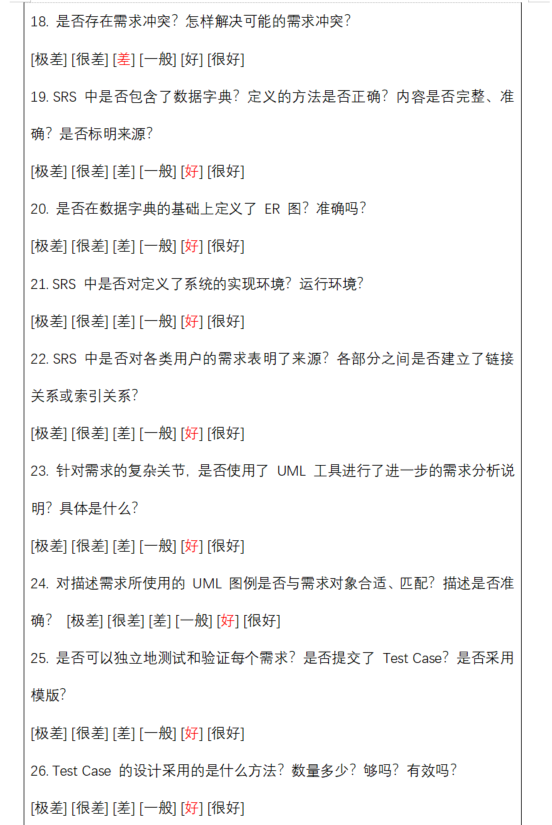 18. 是否存在需求冲突？怎样解决可能的需求冲突？
[极差] [很差] [差] [一般] [好] [很好]
19. SRS 中是否包含了数据字典？定义的方法是否正确？内容是否完整、准
确？是否标明来源？
[极差] [很差] [差] [一般] [好] [很好]
20. 是否在数据字典的基础上定义了 ER 图？准确吗？
[极差] [很差] [差] [一般] [好] [很好]
21. SRS 中是否对定义了系统的实现环境？运行环境？
[极差] [很差] [差] [一般] [好] [很好]
22. SRS 中是否对各类用户的需求表明了来源？各部分之间是否建立了链接
关系或索引关系？
[极差] [很差] [差] [一般] [好] [很好]
23. 针对需求的复杂关节，是否使用了 UML 工具进行了进一步的需求分析说
明？具体是什么？
[极差] [很差] [差] [一般] [好] [很好]
24. 对描述需求所使用的 UML 图例是否与需求对象合适、匹配？描述是否准
确？ [极差] [很差] [差] [一般] [好] [很好]
25. 是否可以独立地测试和验证每个需求？是否提交了 Test Case？是否采用
模版？
[极差] [很差] [差] [一般] [好] [很好]
26. Test Case 的设计采用的是什么方法？数量多少？够吗？有效吗？
[极差] [很差] [差] [一般] [好] [很好]